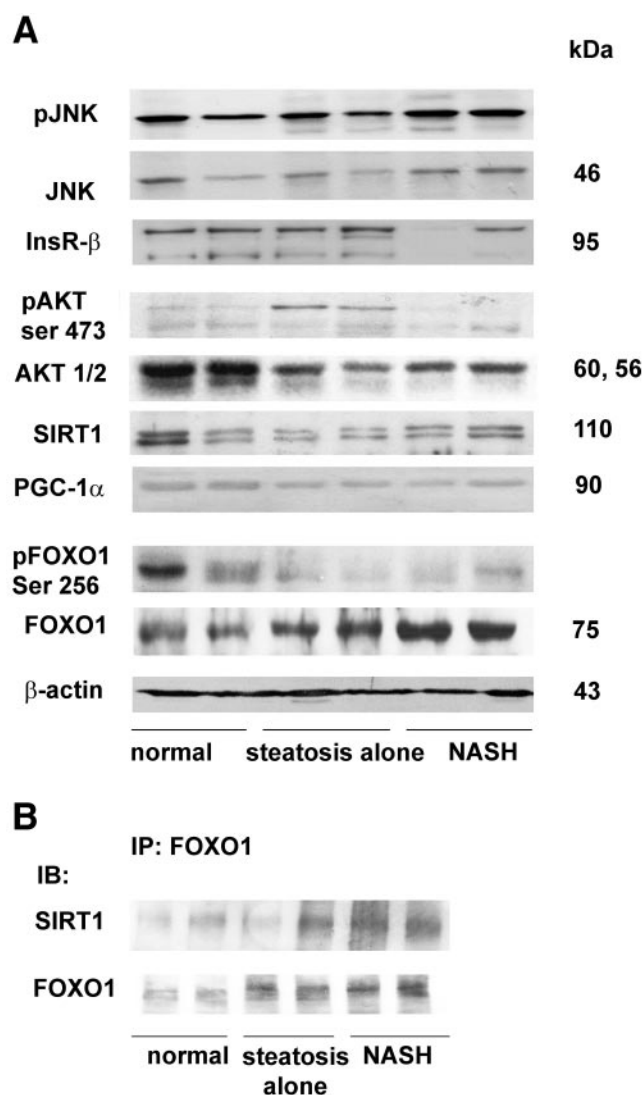 A
kDa
pJNK
JNK 46
InsR-β 95
pAKT
ser 473
AKT 1/2 60, 56
SIRT1 110
PGC-1α 90
pFOXO1
Ser 256
FOXO1 75
β-actin 43
normal steatosis alone NASH
B
IP: FOXO1
IB:
SIRT1
FOXO1
normal steatosis NASH
alone